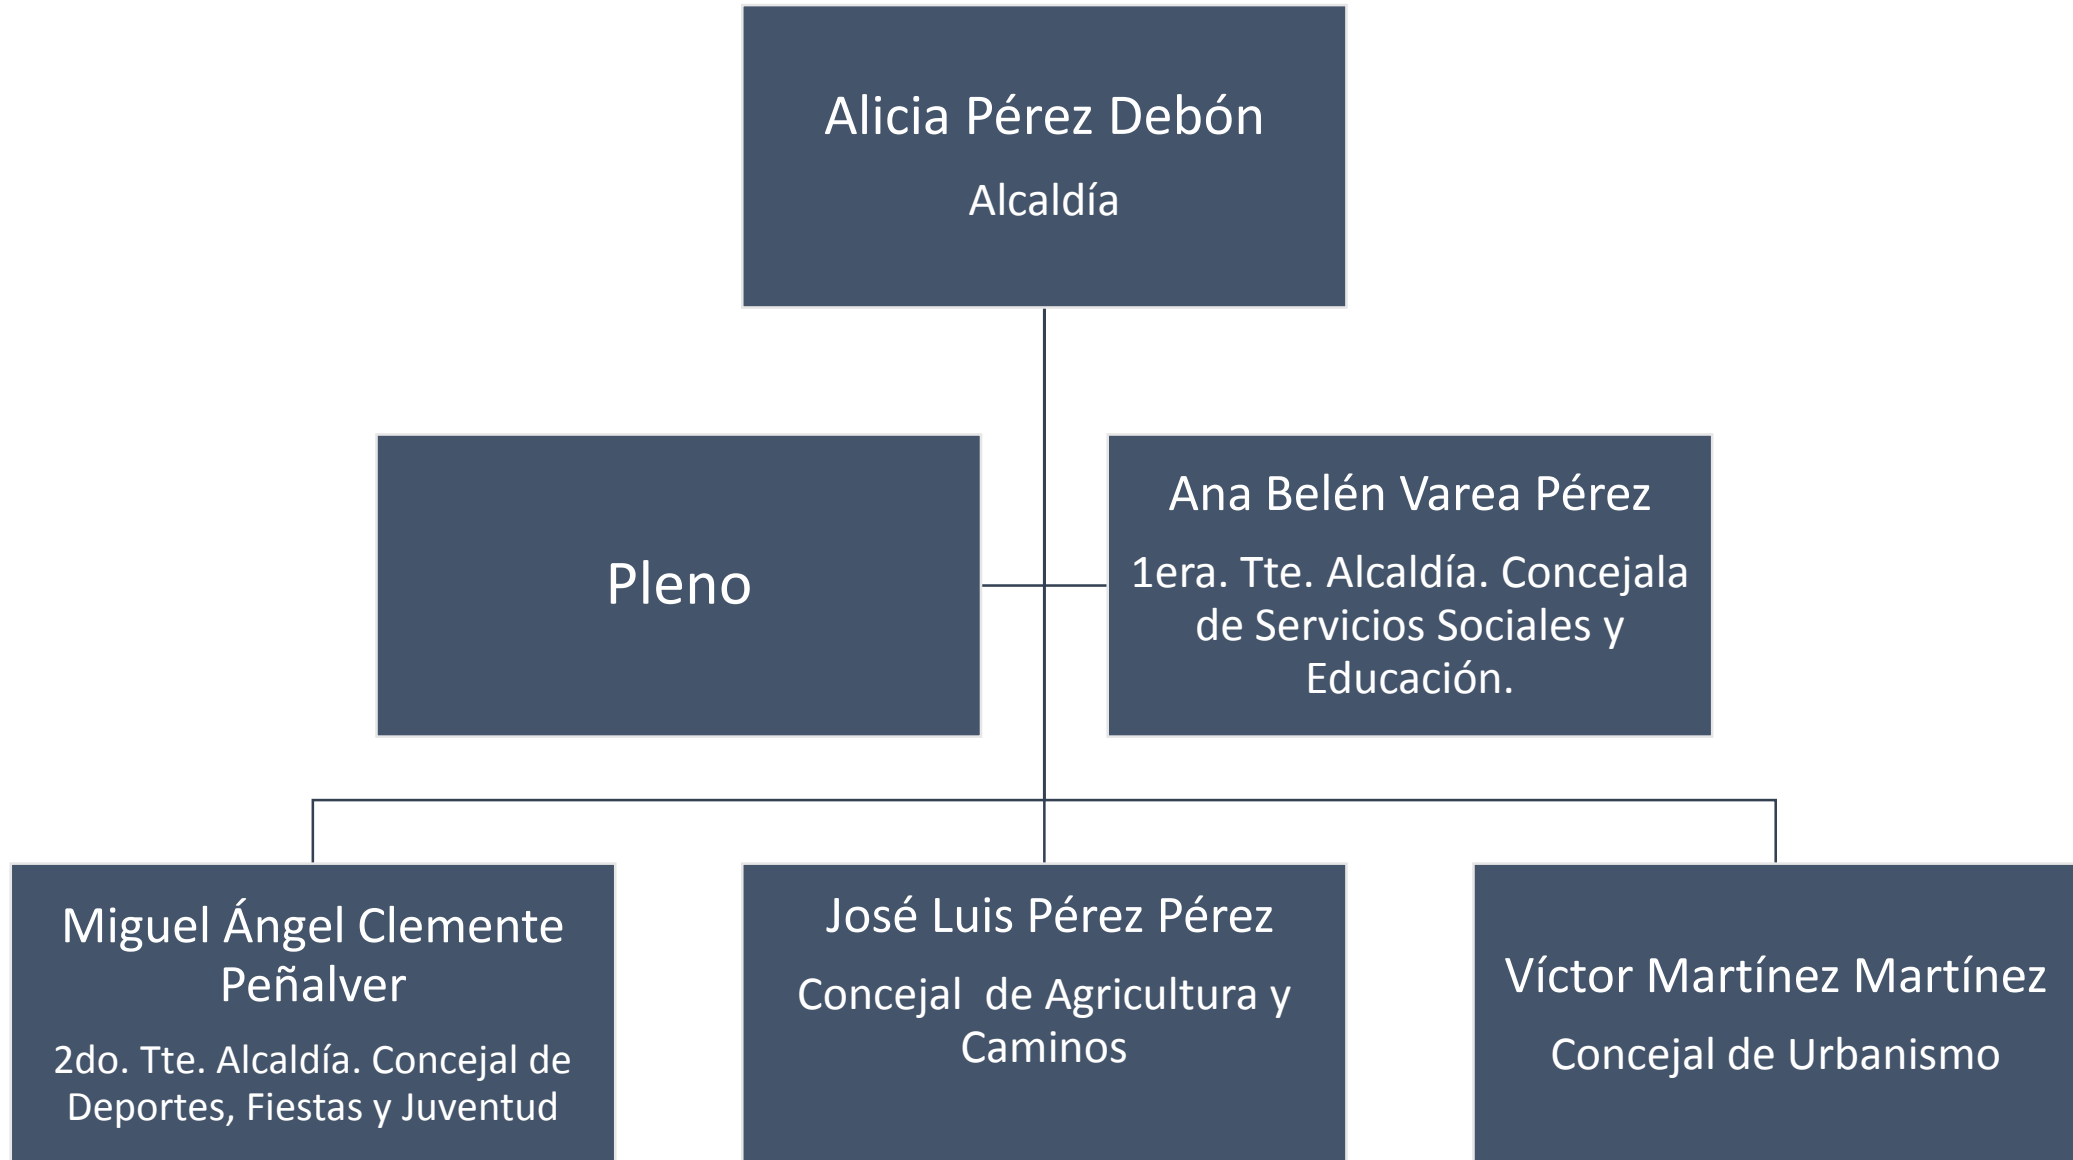 Alicia Pérez Debón
Alcaldía
Pleno
Ana Belén Varea Pérez
1era. Tte. Alcaldía. Concejala
de Servicios Sociales y
Educación.
Miguel Ángel Clemente
Peñalver
2do. Tte. Alcaldía. Concejal de
Deportes, Fiestas y Juventud
José Luis Pérez Pérez
Concejal  de Agricultura y
Caminos
Víctor Martínez Martínez
Concejal de Urbanismo